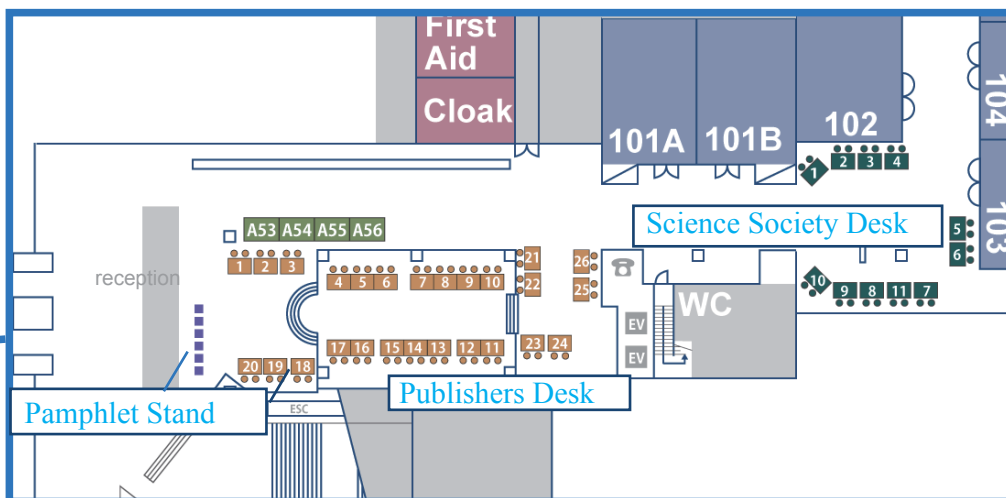 First
Aid
Cloak
101A
101B
102
104
103
1
2
3
4
Science Society Desk
5
6
A53
A54
A55
A56
reception
1
2
3
4
5
6
7
8
9
10
21
22
26
25
EV
EV
WC
10
9
8
11
7
17
16
15
14
13
12
11
23
24
20
19
18
Pamphlet Stand
Publishers Desk
ESC